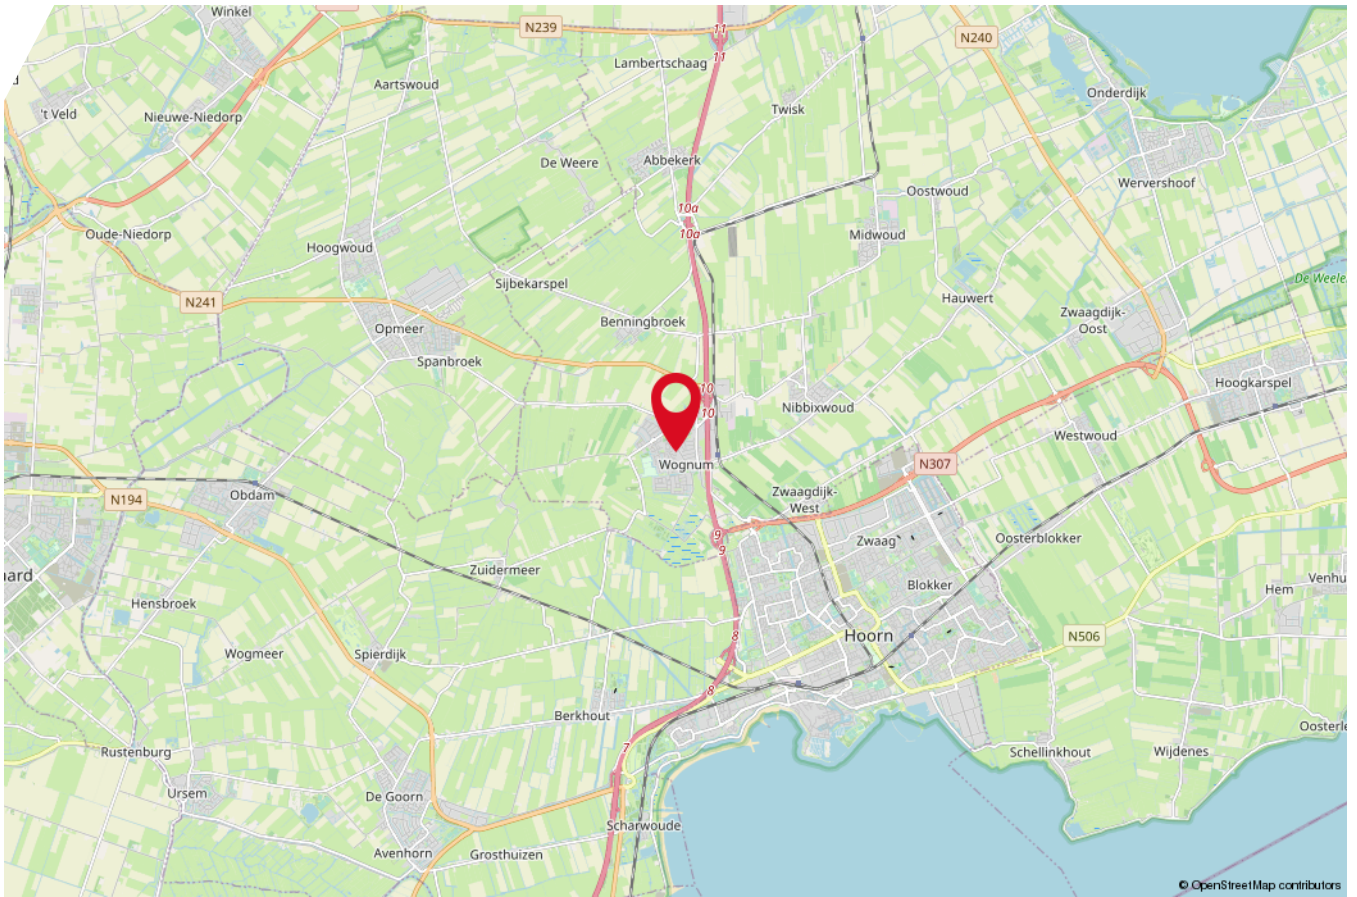 Winkel
N239
11
11
N240
Lambertschaag
Aartswoud
Onderdijk
't Veld
Nieuwe-Niedorp
Twisk
De Weere
Abbekerk
Wervershoof
Oostwoud
10a
10a
Oude-Niedorp
Hoogwoud
Midwoud
Sijbekarspel
De Weele
N241
Hauwert
Benningbroek
Zwaagdijk-
Oost
Opmeer
Spanbroek
10
10
Hoogkarspel
Nibbixwoud
Westwoud
Wognum
N307
N194
Obdam
Zwaagdijk-
West
9
9
Zwaag
Oosterblokker
aard
Zuidermeer
Blokker
Hem
Venhu
Hensbroek
8
Hoorn
N506
Wogmeer
Spierdijk
8
Berkhout
7
Rustenburg
Schellinkhout
Wijdenes
Oosterle
Ursem
De Goorn
Scharwoude
Avenhorn
Grosthuizen
© OpenStreetMap contributors